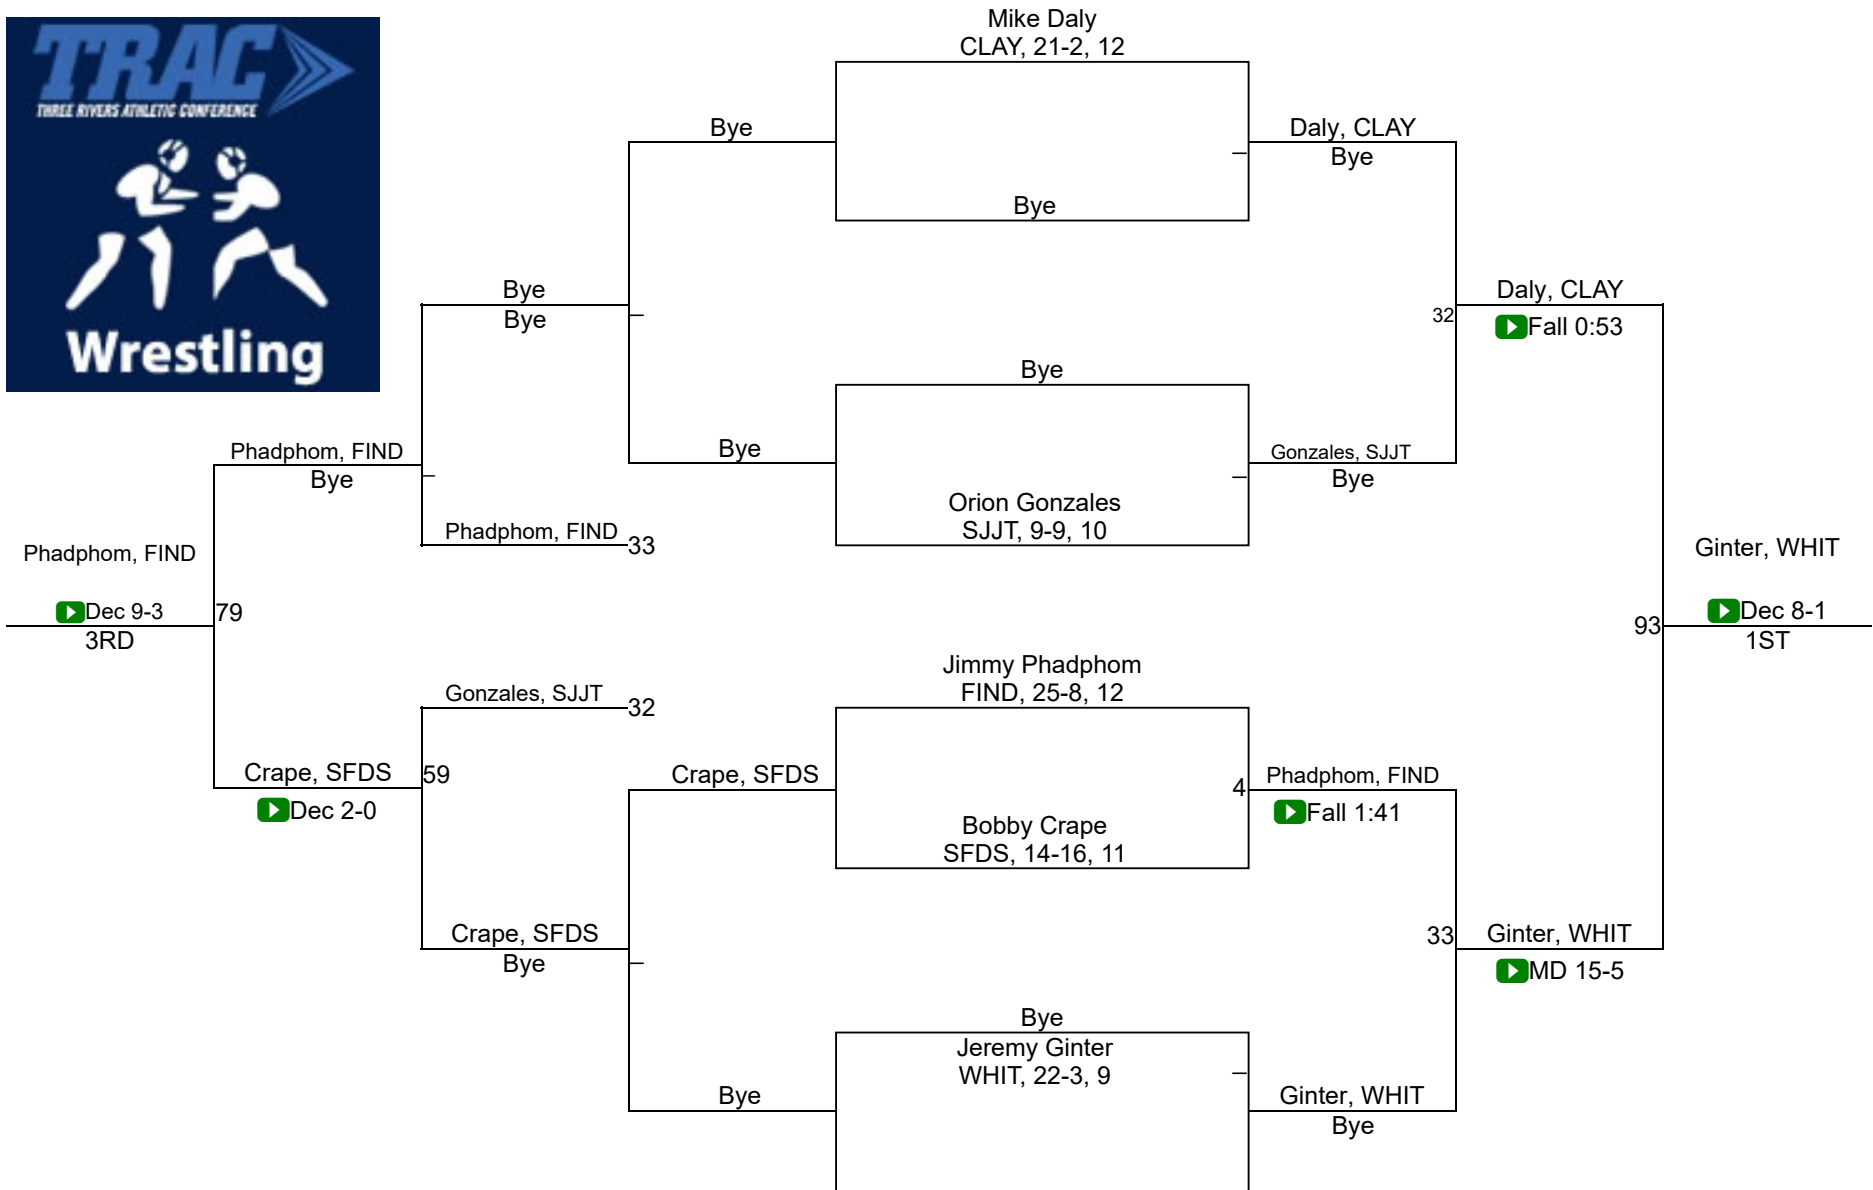 TRAC
THREE RIVERS ATHLETIC CONFERENCE
Wrestling
Mike Daly
CLAY, 21-2, 12
Bye
Daly, CLAY
Bye
Bye
Bye
Bye
Daly, CLAY
32
Fall 0:53
Bye
Bye
Gonzales, SJJT
Bye
Orion Gonzales
SJJT, 9-9, 10
Phadphom, FIND
Bye
Phadphom, FIND
33
Phadphom, FIND
Dec 9-3
3RD
79
Ginter, WHIT
93
Dec 8-1
1ST
Jimmy Phadphom
FIND, 25-8, 12
Gonzales, SJJT
32
Crape, SFDS
59
Dec 2-0
Crape, SFDS
4
Phadphom, FIND
Fall 1:41
Bobby Crape
SFDS, 14-16, 11
Crape, SFDS
Bye
33
Ginter, WHIT
MD 15-5
Bye
Jeremy Ginter
WHIT, 22-3, 9
Bye
Ginter, WHIT
Bye